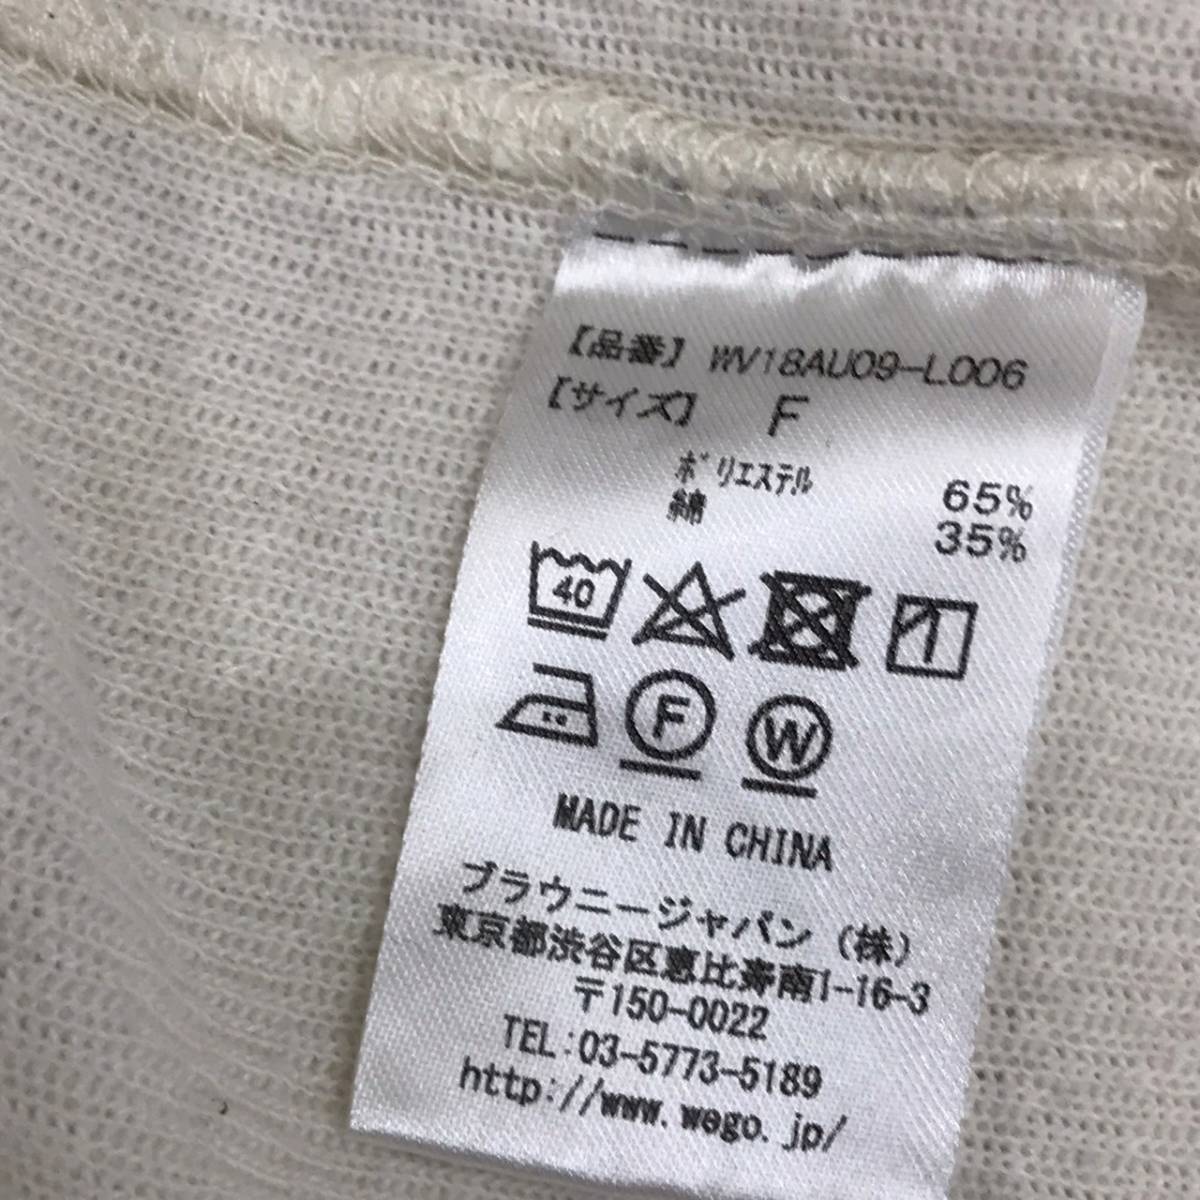 【品番】 WV18AU09-L006
【サイズ】 F
ポリエステル 65%
綿 35%
40
F W
MADE IN CHINA
ブラウニージャパン（株）
東京都渋谷区恵比寿南1-16-3
〒150-0022
TEL:03-5773-5189
http://www.wego.jp/